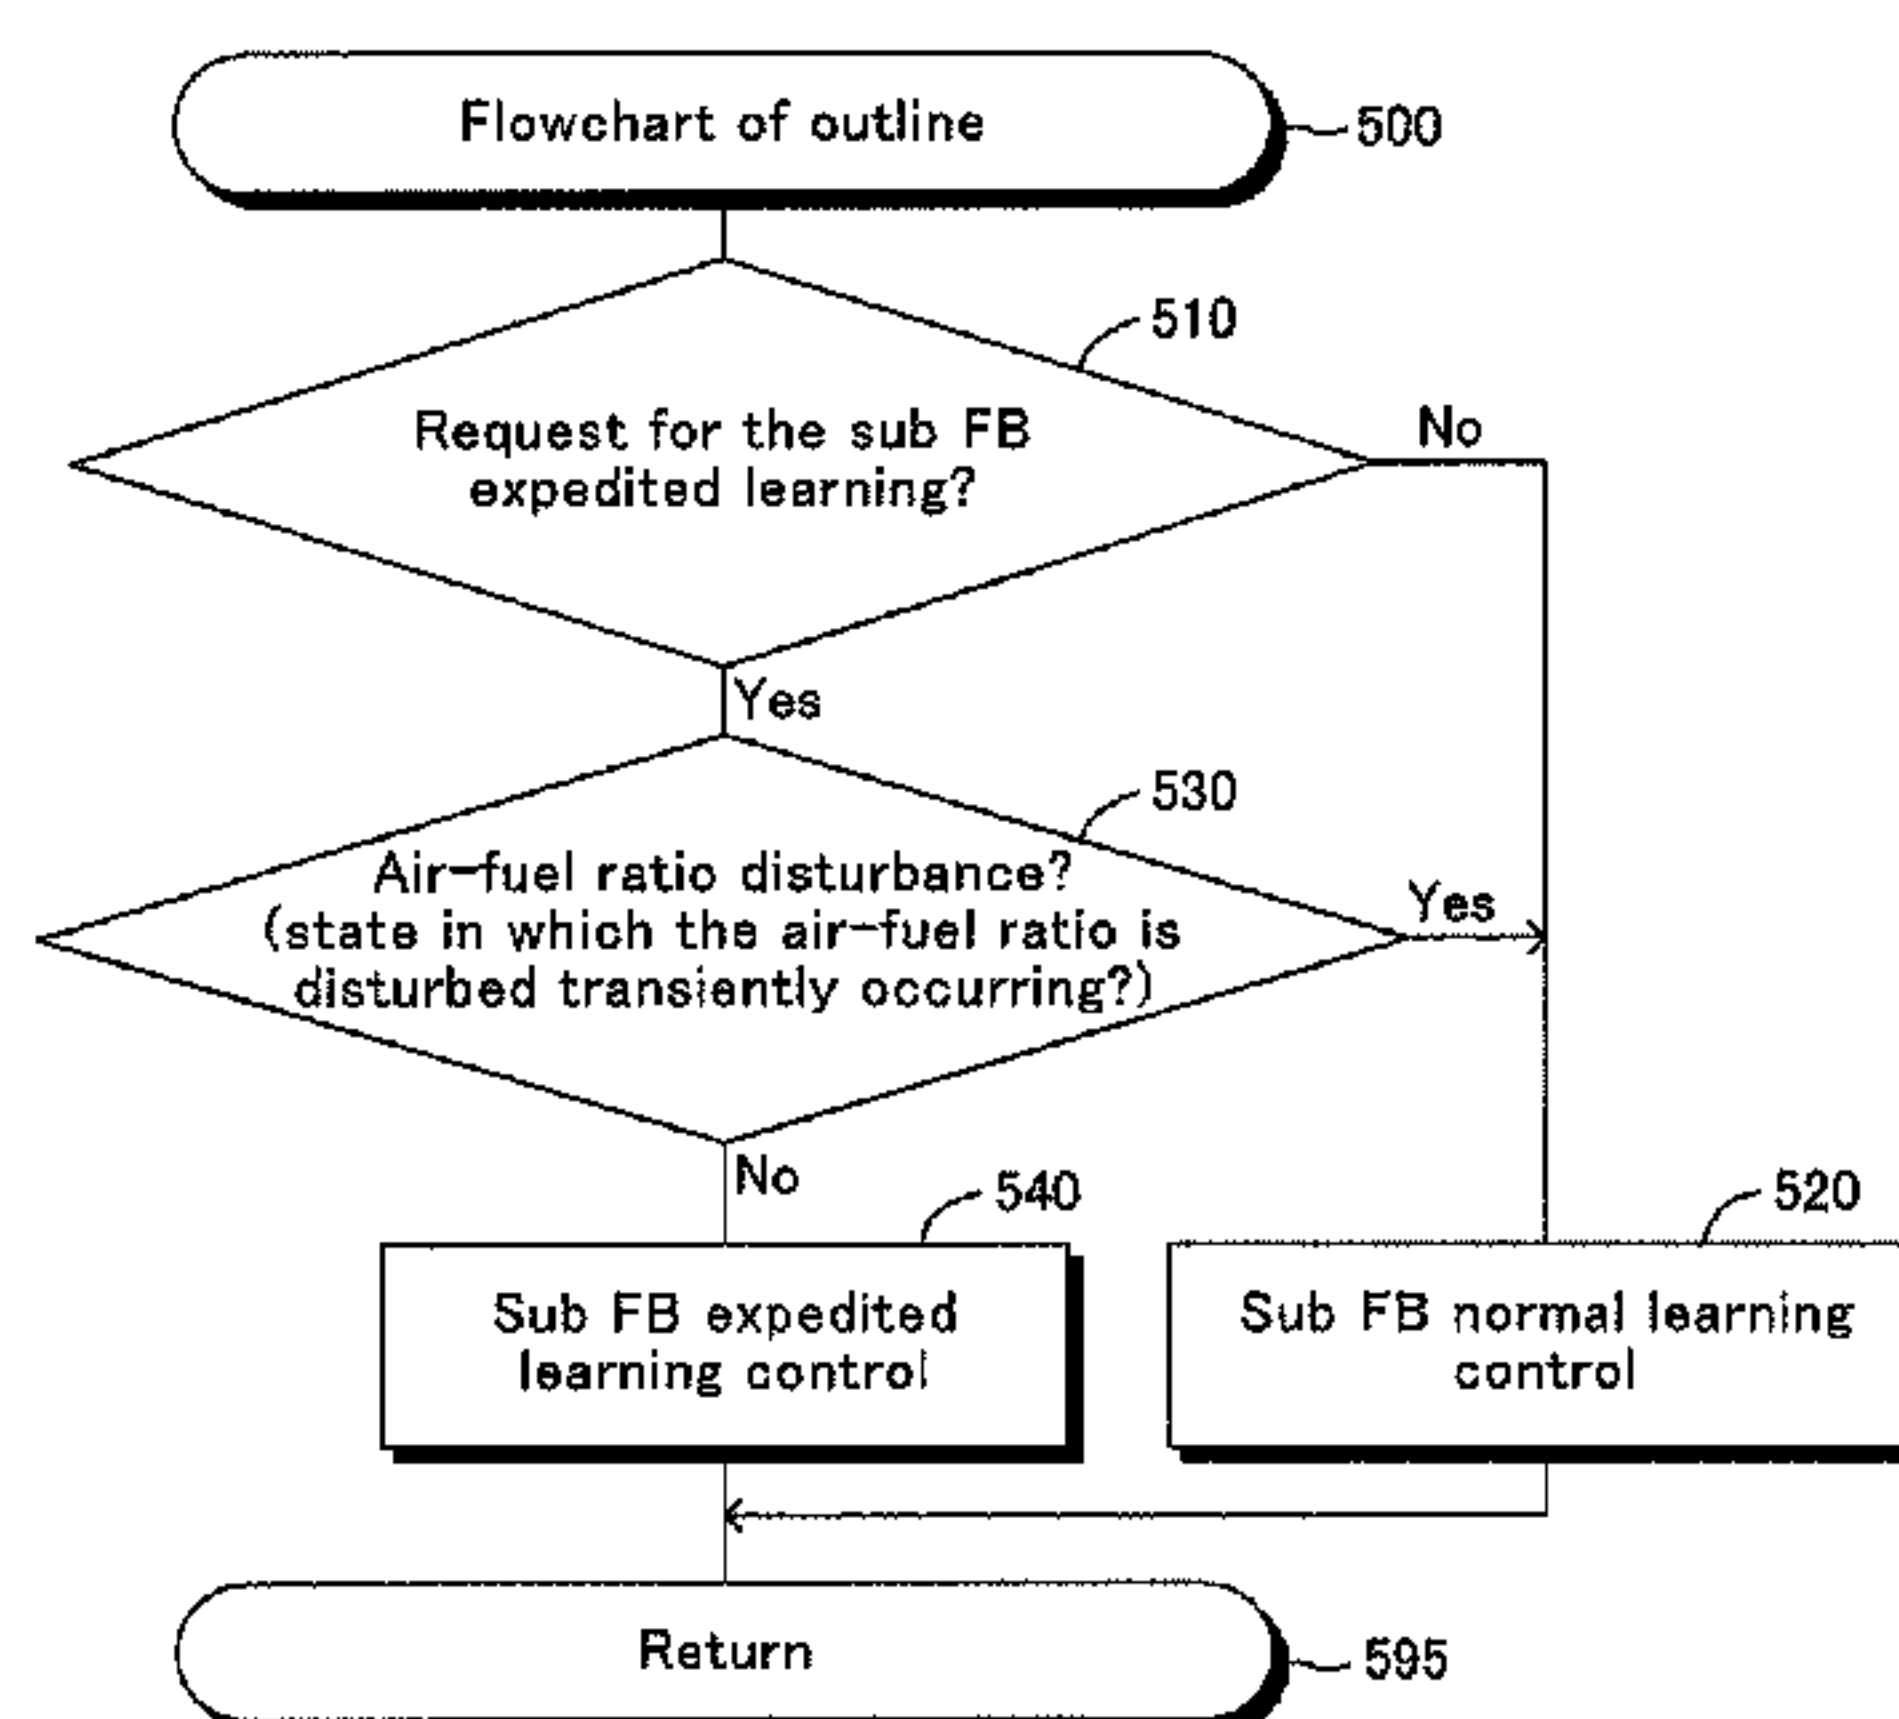 Flowchart of outline
500
510
Request for the sub FB
expedited learning?
No
Yes
530
Air-fuel ratio disturbance?
(state in which the air-fuel ratio is
disturbed transiently occurring?)
Yes
No
540
520
Sub FB expedited
learning control
Sub FB normal learning
control
Return
595